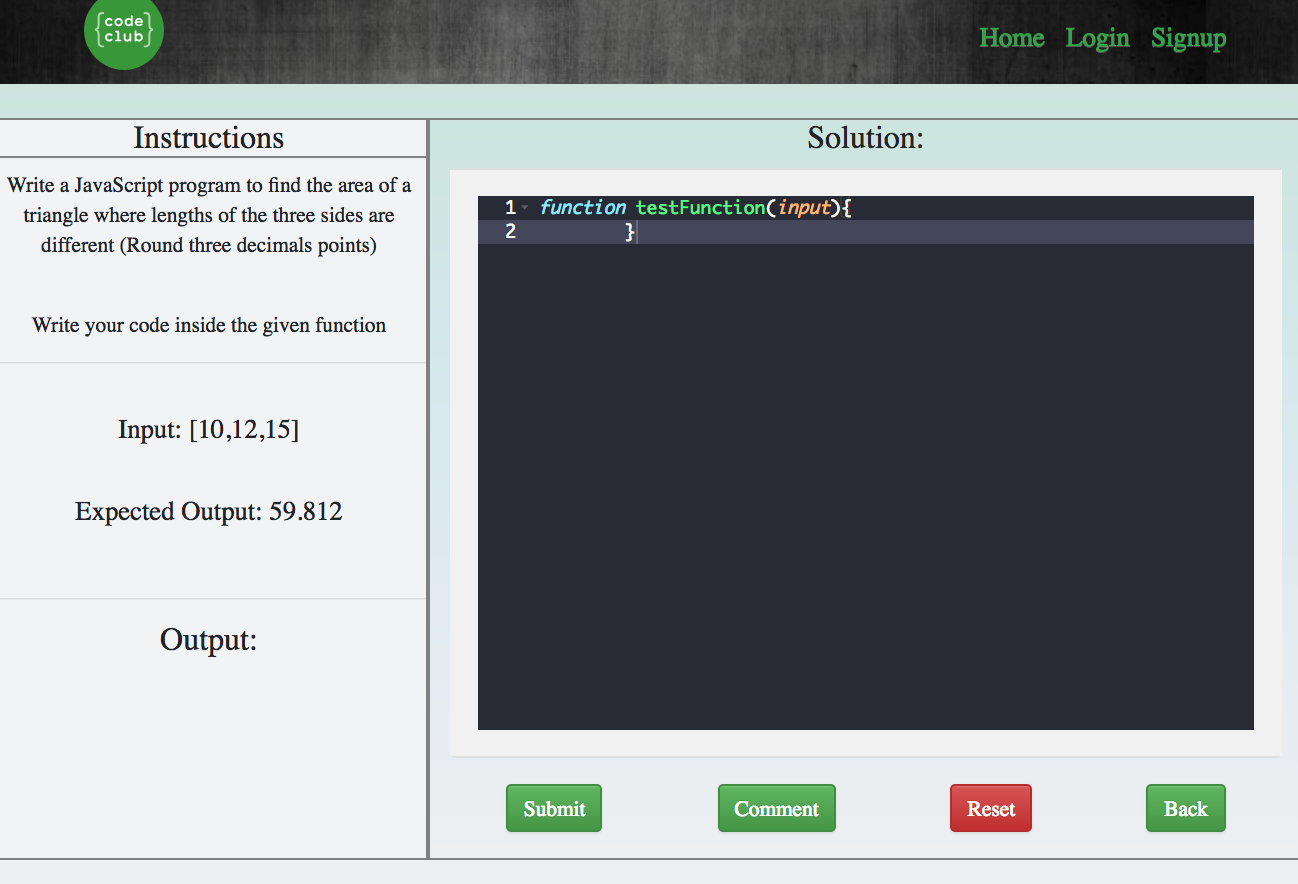 {code
club}
Home Login Signup
Instructions
Write a JavaScript program to find the area of a
triangle where lengths of the three sides are
different (Round three decimals points)
Write your code inside the given function
Input: [10,12,15]
Expected Output: 59.812
Output:
Solution:
1 function testFunction(input){
2 }
Submit Comment Reset Back